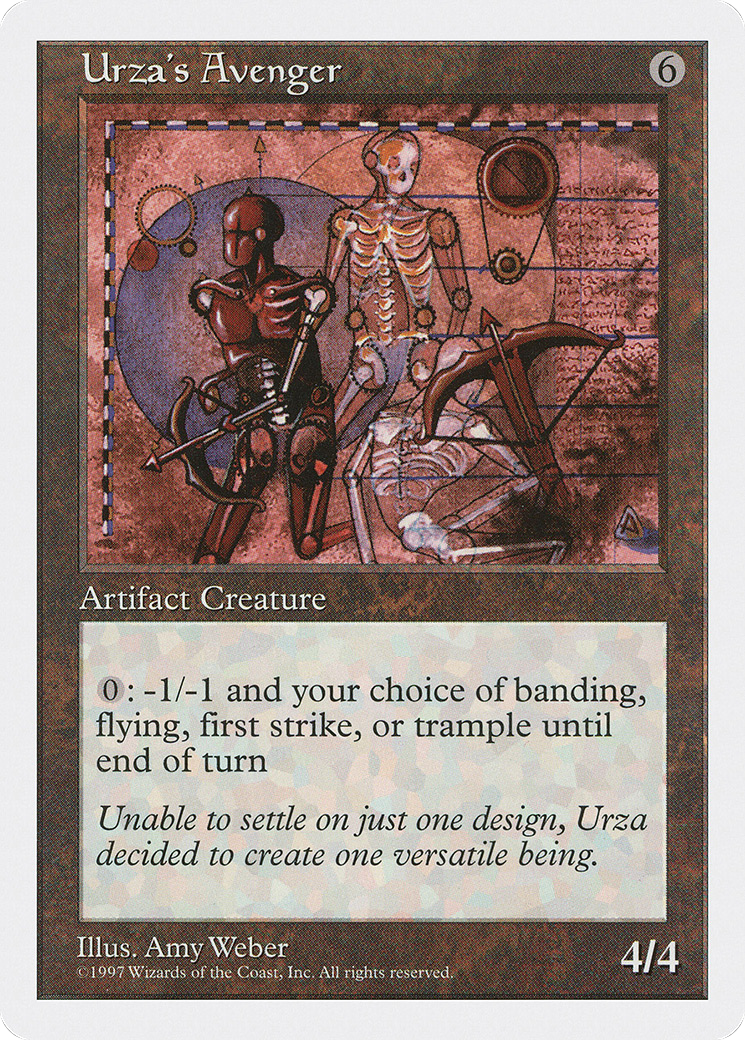 Urza's Avenger
6
Artifact Creature
0: -1/-1 and your choice of banding,
flying, first strike, or trample until
end of turn
Unable to settle on just one design, Urza
decided to create one versatile being.
Illus. Amy Weber
©1997 Wizards of the Coast, Inc. All rights reserved.
4/4